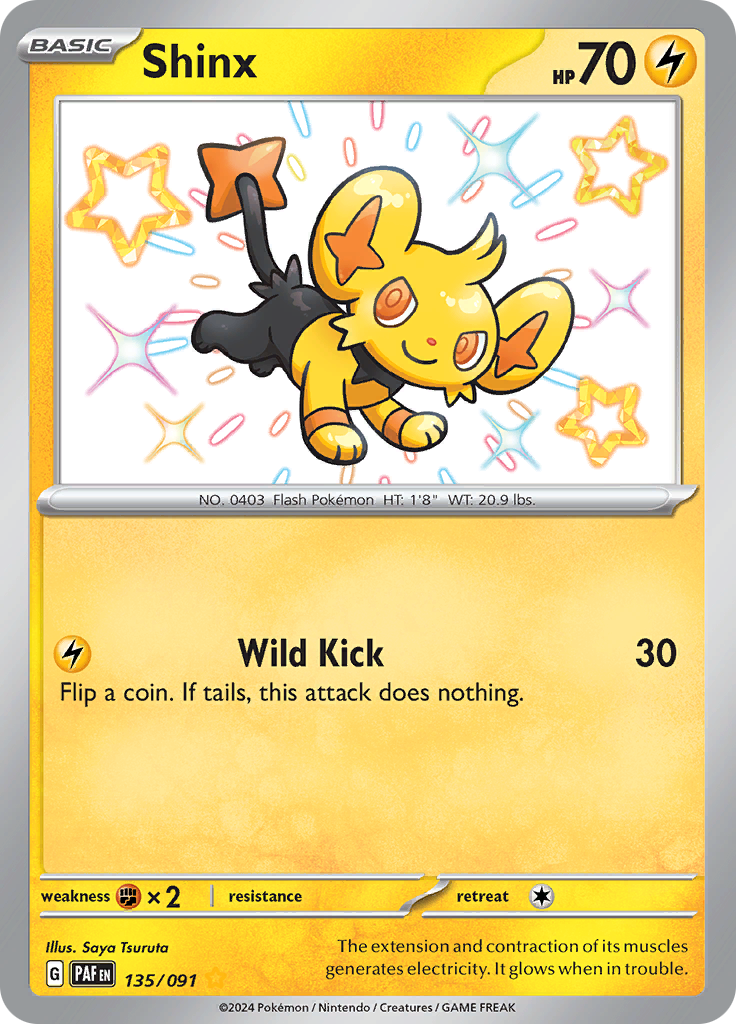 BASIC
Shinx
HP 70
NO. 0403 Flash Pokémon HT: 1'8" WT: 20.9 lbs.
Wild Kick 30
Flip a coin. If tails, this attack does nothing.
weakness ×2 resistance retreat
Illus. Saya Tsuruta
The extension and contraction of its muscles
generates electricity. It glows when in trouble.
G PAF EN 135/091
©2024 Pokémon / Nintendo / Creatures / GAME FREAK